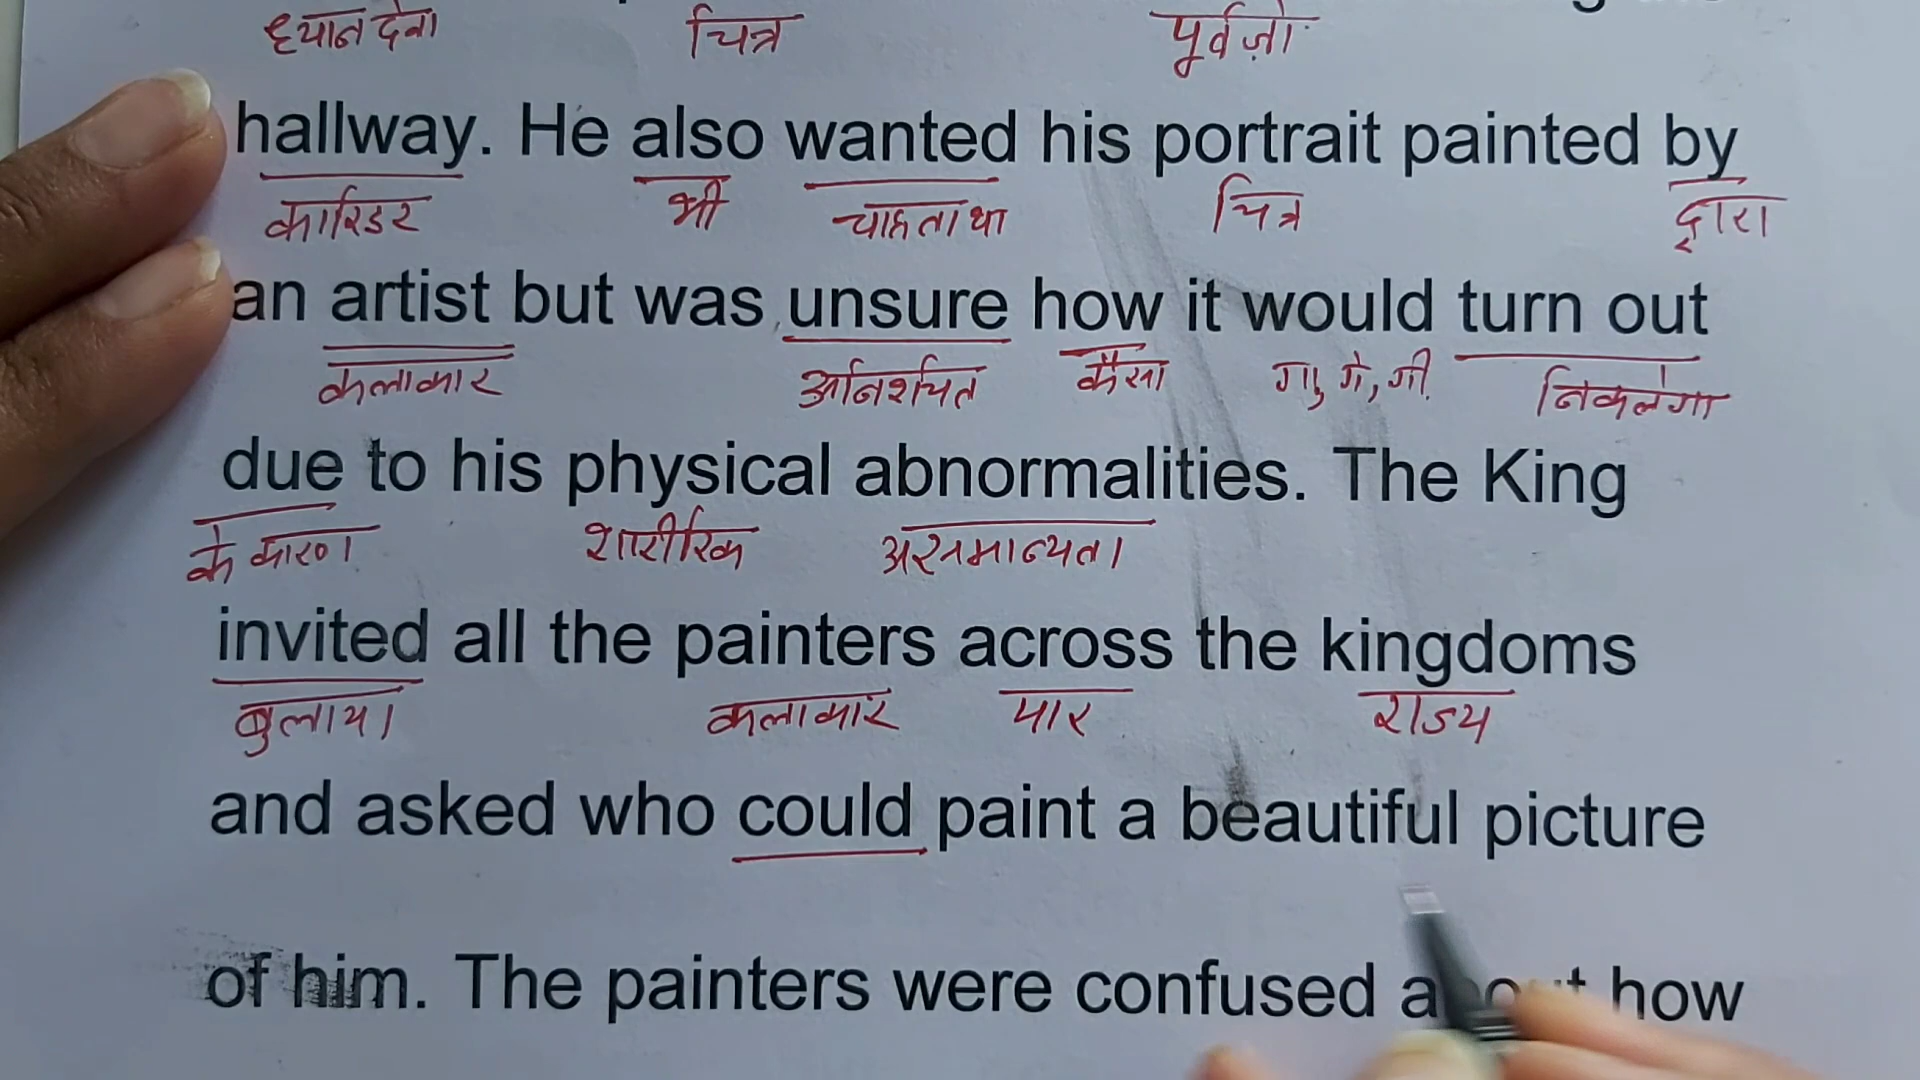 ध्यान देना चित्र पूर्वजो
hallway. He also wanted his portrait painted by
कारिडर भी चाहता था चित्र द्वारा
an artist but was unsure how it would turn out
कलाकार अनिश्चित कैसा गा, गे, गी निकलेगा
due to his physical abnormalities. The King
के कारण शारीरिक असामान्यता
invited all the painters across the kingdoms
बुलाया कलाकार पार राज्य
and asked who could paint a beautiful picture
of him. The painters were confused about how